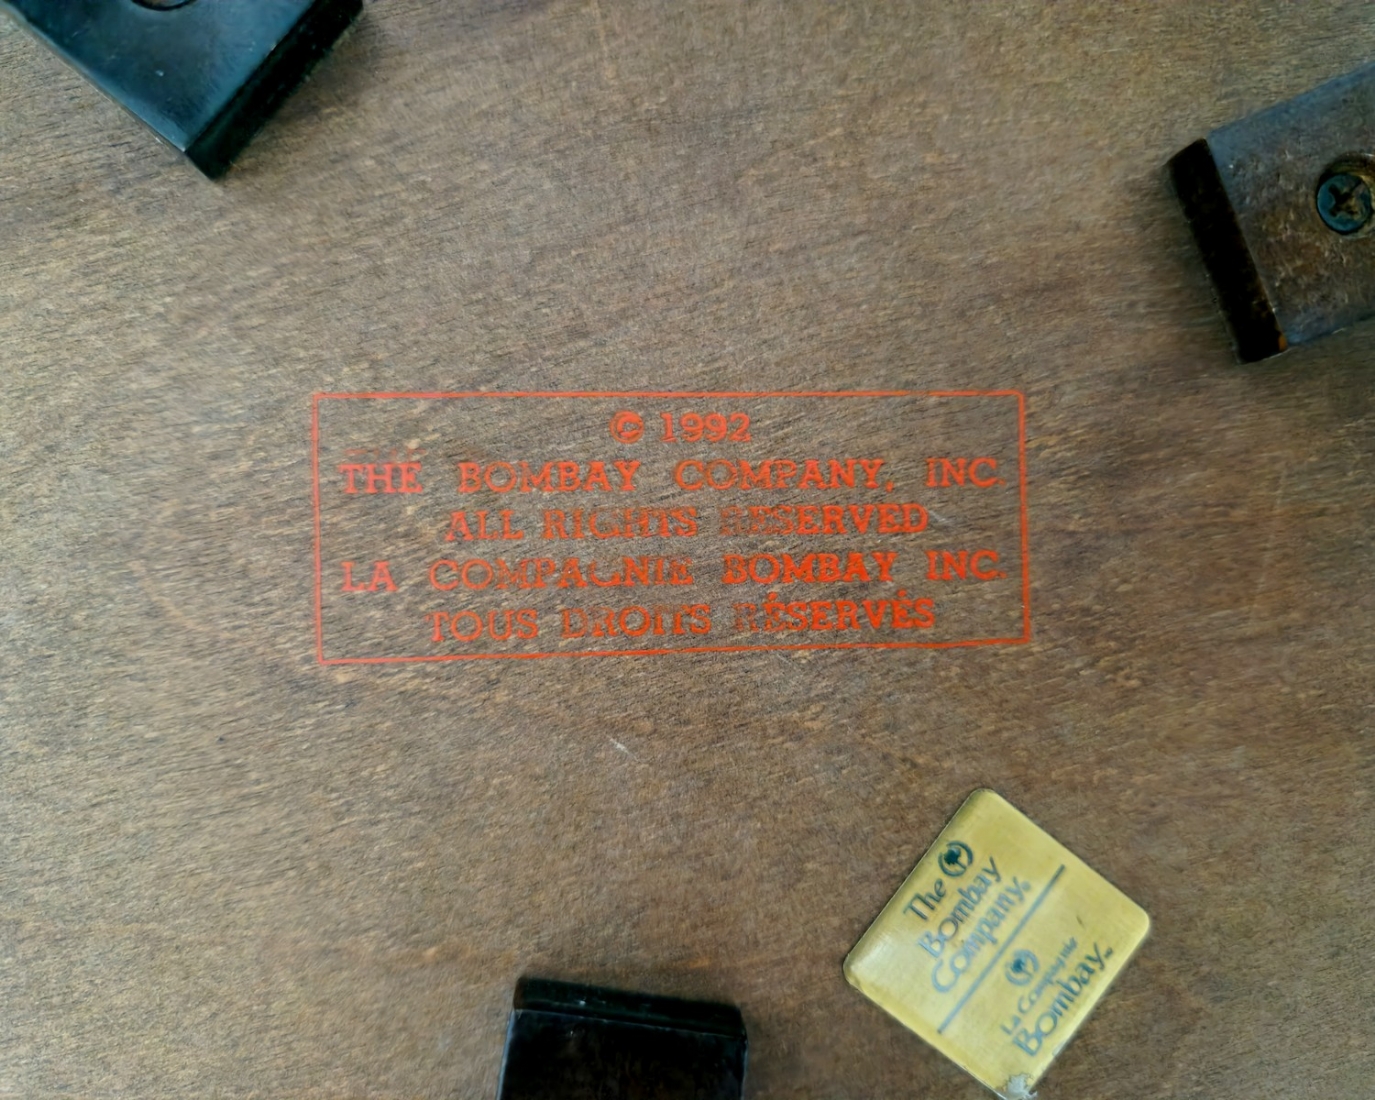 © 1992
THE BOMBAY COMPANY, INC.
ALL RIGHTS RESERVED
LA COMPAGNIE BOMBAY INC.
TOUS DROITS RÉSERVÉS
The
Bombay
Company®
La Compagnie
Bombay™